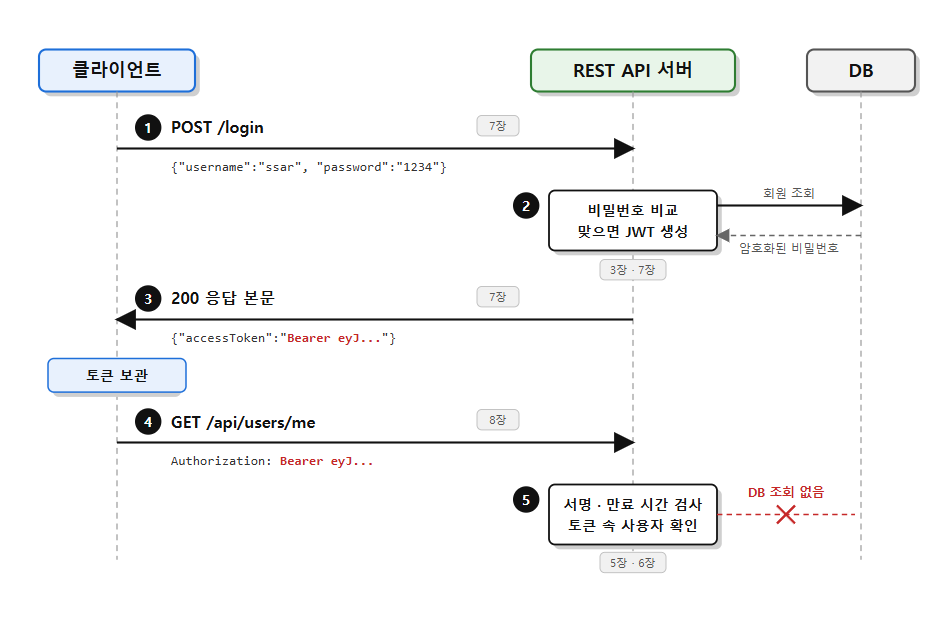 클라이언트
REST API 서버
DB
1
POST /login
7장
{"username":"ssar", "password":"1234"}
2
비밀번호 비교
맞으면 JWT 생성
회원 조회
암호화된 비밀번호
3장 · 7장
3
200 응답 본문
7장
{"accessToken":"Bearer eyJ..."}
토큰 보관
4
GET /api/users/me
8장
Authorization: Bearer eyJ...
5
서명 · 만료 시간 검사
토큰 속 사용자 확인
DB 조회 없음
5장 · 6장